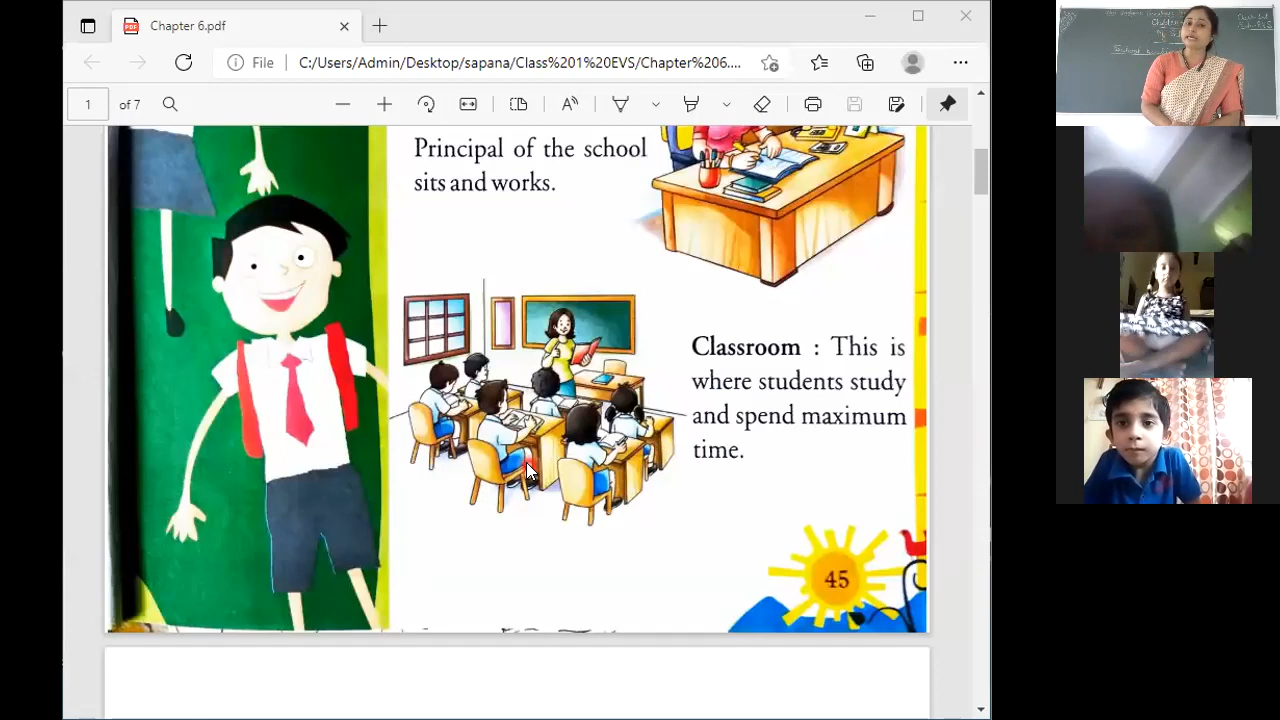 Chapter 6.pdf
File
C:/Users/Admin/Desktop/sapana/Class%201%20EVS/Chapter%206....
1 of 7
Principal of the school
sits and works.
Classroom : This is
where students study
and spend maximum
time.
45